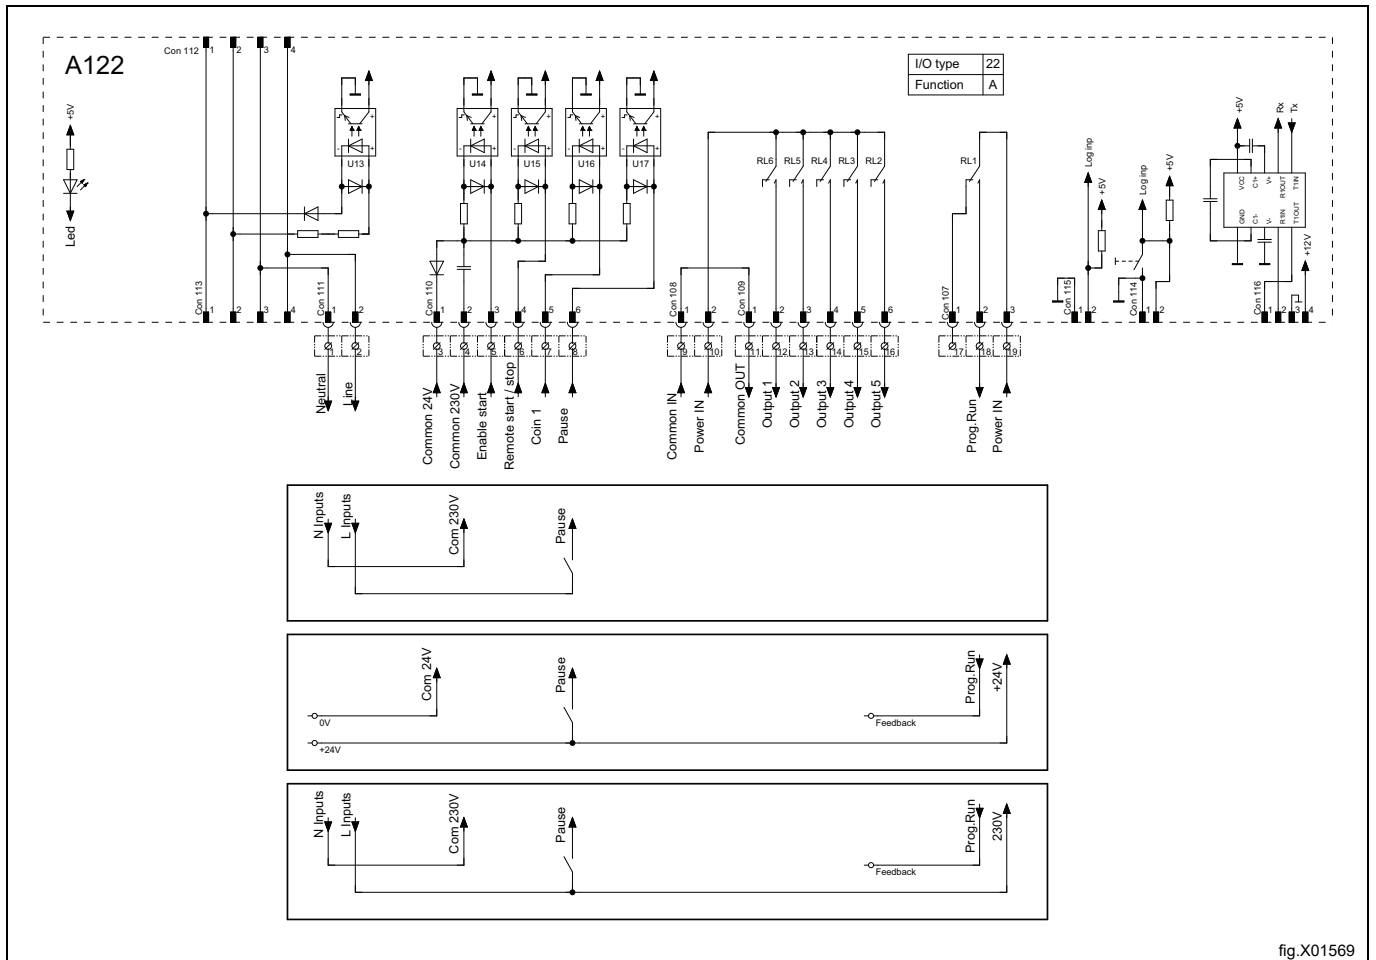 A122
Con 112
1
2
3
4
I/O type 22
Function A
+5V
Led
U13
- +
U14
- +
U15
- +
U16
- +
U17
- +
RL6
RL5
RL4
RL3
RL2
RL1
Log inp
+5V
Log inp
+5V
+5V
Rx
Tx
VCC
C1+
V+
R1OUT
T1IN
GND
C1-
V-
R1IN
T1OUT
+12V
Con 113
1 2 3 4
Con 111
1 2
Con 110
1 2 3 4 5 6
Con 108
1 2
Con 109
1 2 3 4 5 6
Con 107
1 2 3
Con 115
1 2
Con 114
1 2
Con 116
1 2 3 4
1 2 3 4 5 6 7 8 9 10 11 12 13 14 15 16 17 18 19
Neutral
Line
Common 24V
Common 230V
Enable start
Remote start / stop
Coin 1
Pause
Common IN
Power IN
Common OUT
Output 1
Output 2
Output 3
Output 4
Output 5
Prog.Run
Power IN
N Inputs
L Inputs
Com 230V
Pause
Com 24V
Pause
Prog.Run
+24V
0V
+24V
Feedback
N Inputs
L Inputs
Com 230V
Pause
Prog.Run
230V
Feedback
fig.X01569